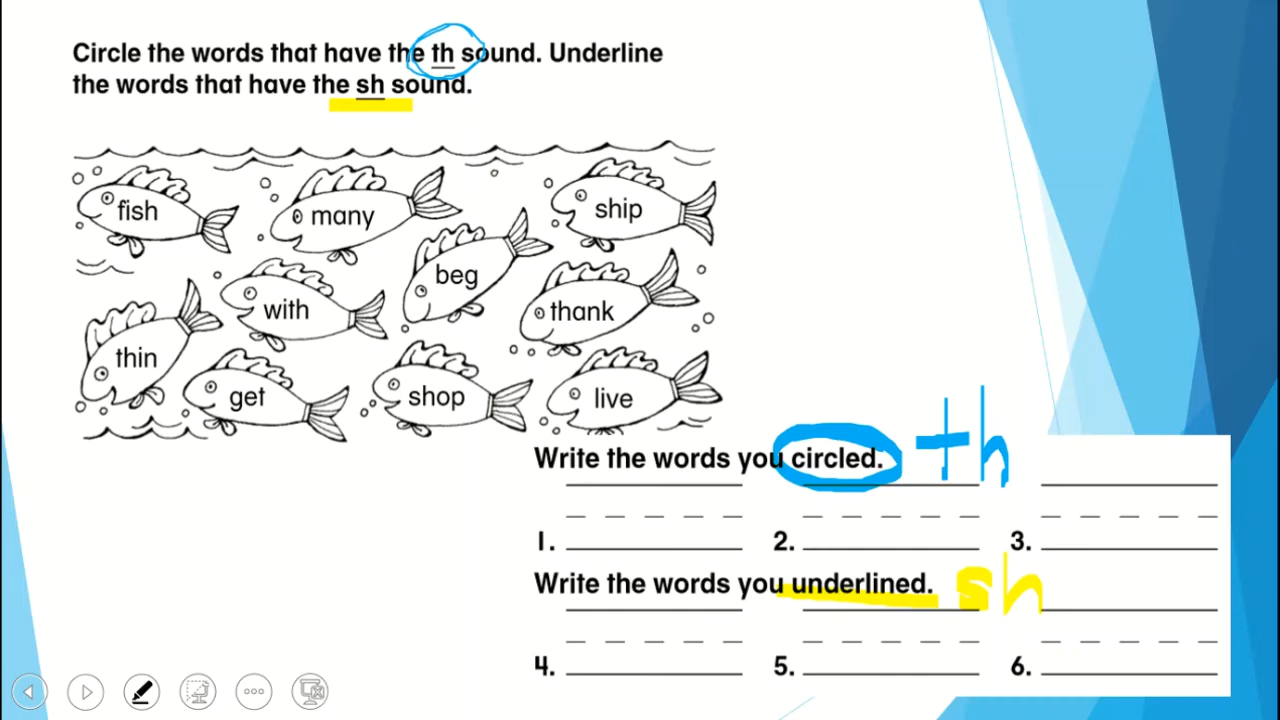 Circle the words that have the th sound. Underline
the words that have the sh sound.
fish
many
ship
beg
with
thank
thin
get
shop
live
Write the words you circled. th
1.
2.
3.
Write the words you underlined. sh
4.
5.
6.